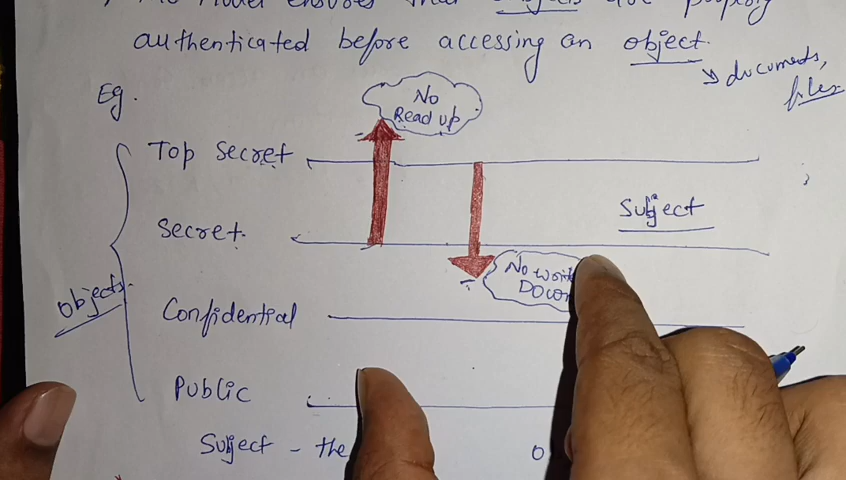 authenticated before accessing an object.
documents,
files
Eg.
No
Read up
Top Secret
Subject
Secret
No
Objects
Confidential
Public
Subject - the